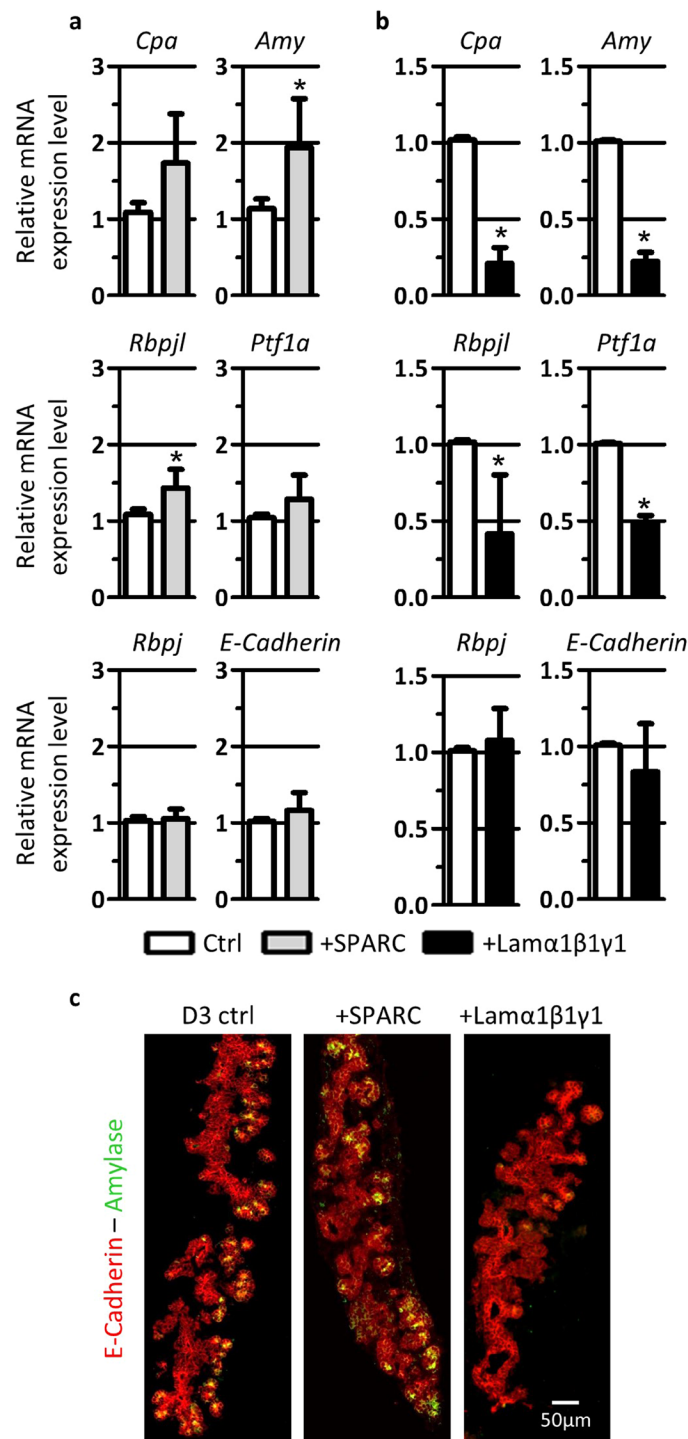 a
b
Cpa
Amy
Cpa
Amy
Relative mRNA
expression level
3
2
1
0
3
2
1
0
*
1.5
1.0
0.5
0.0
1.5
1.0
0.5
0.0
*
*
Rbpjl
Ptf1a
Rbpjl
Ptf1a
Relative mRNA
expression level
3
2
1
0
3
2
1
0
*
1.5
1.0
0.5
0.0
1.5
1.0
0.5
0.0
*
*
Rbpj
E-Cadherin
Rbpj
E-Cadherin
Relative mRNA
expression level
3
2
1
0
3
2
1
0
1.5
1.0
0.5
0.0
1.5
1.0
0.5
0.0
Ctrl
+SPARC
+Lamα1β1γ1
c
D3 ctrl
+SPARC
+Lamα1β1γ1
E-Cadherin – Amylase
50µm